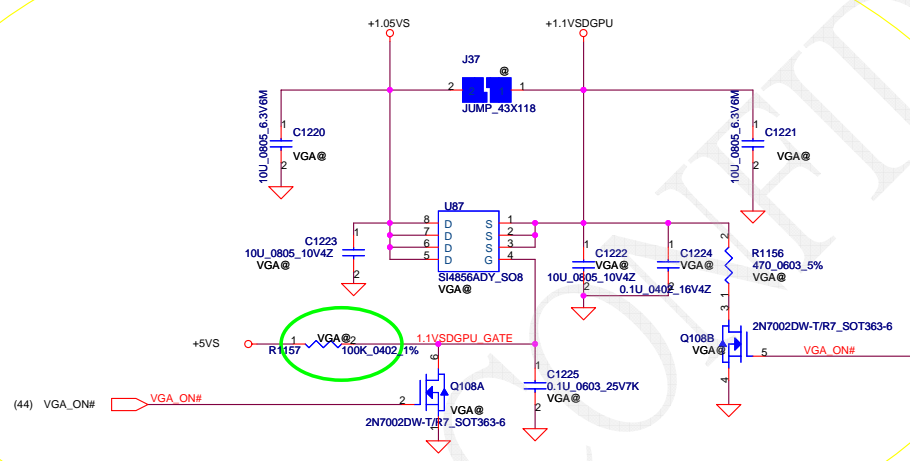 +1.05VS
+1.1VSDGPU
J37
@
2
2
1
1
JUMP_43X118
10U_0805_6.3V6M
1
C1220
VGA@
2
10U_0805_6.3V6M
1
C1221
VGA@
2
U87
8 D S 1
7 D S 2
6 D S 3
5 D G 4
SI4856ADY_SO8
VGA@
1
C1223
10U_0805_10V4Z
VGA@
2
1
C1222
VGA@
10U_0805_10V4Z
2
1
C1224
VGA@
0.1U_0402_16V4Z
2
2
R1156
470_0603_5%
VGA@
1
+5VS
1
VGA@
2
R1157
100K_0402_1%
1.1VSDGPU_GATE
3
2N7002DW-T/R7_SOT363-6
Q108B
VGA@
5
VGA_ON#
4
6
Q108A
VGA@
2
1
2N7002DW-T/R7_SOT363-6
1
C1225
0.1U_0603_25V7K
VGA@
2
(44) VGA_ON#
VGA_ON#
CONFI